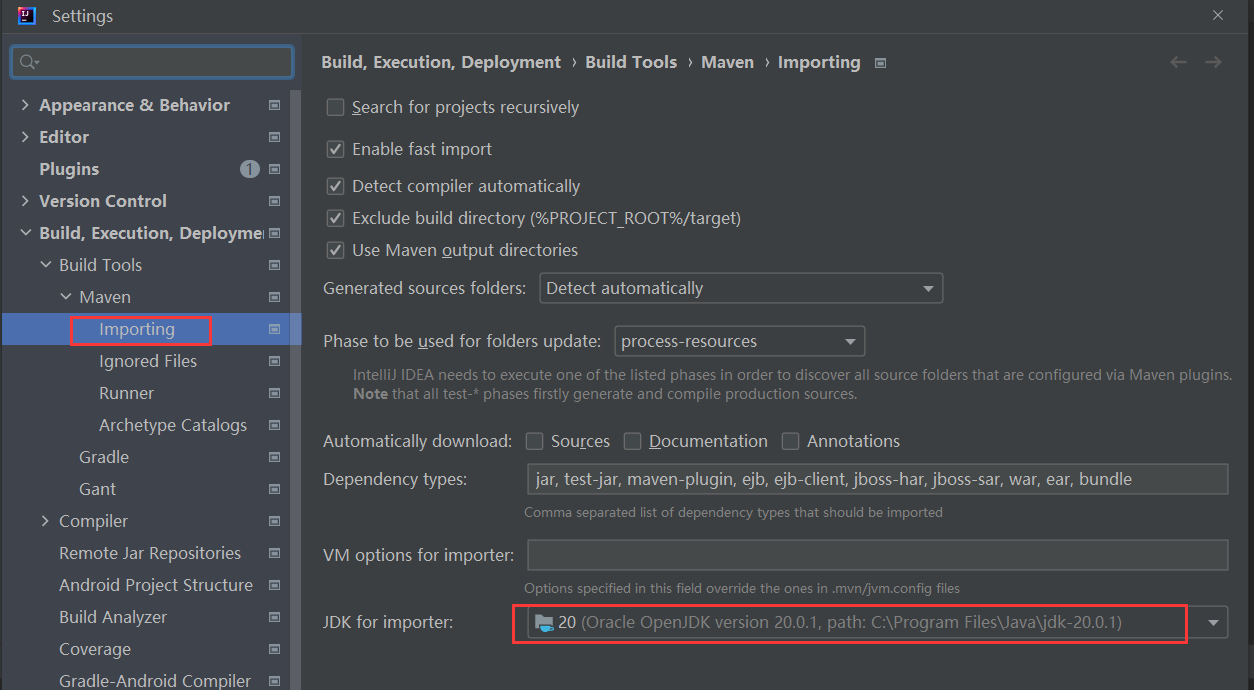 Settings
Appearance & Behavior
Editor
Plugins 1
Version Control
Build, Execution, Deployme
Build Tools
Maven
Importing
Ignored Files
Runner
Archetype Catalogs
Gradle
Gant
Compiler
Remote Jar Repositories
Android Project Structure
Build Analyzer
Coverage
Gradle-Android Compiler
Build, Execution, Deployment › Build Tools › Maven › Importing
Search for projects recursively
Enable fast import
Detect compiler automatically
Exclude build directory (%PROJECT_ROOT%/target)
Use Maven output directories
Generated sources folders: Detect automatically
Phase to be used for folders update: process-resources
IntelliJ IDEA needs to execute one of the listed phases in order to discover all source folders that are configured via Maven plugins.
Note that all test-* phases firstly generate and compile production sources.
Automatically download: Sources Documentation Annotations
Dependency types: jar, test-jar, maven-plugin, ejb, ejb-client, jboss-har, jboss-sar, war, ear, bundle
Comma separated list of dependency types that should be imported
VM options for importer:
Options specified in this field override the ones in .mvn/jvm.config files
JDK for importer: 20 (Oracle OpenJDK version 20.0.1, path: C:\Program Files\Java\jdk-20.0.1)